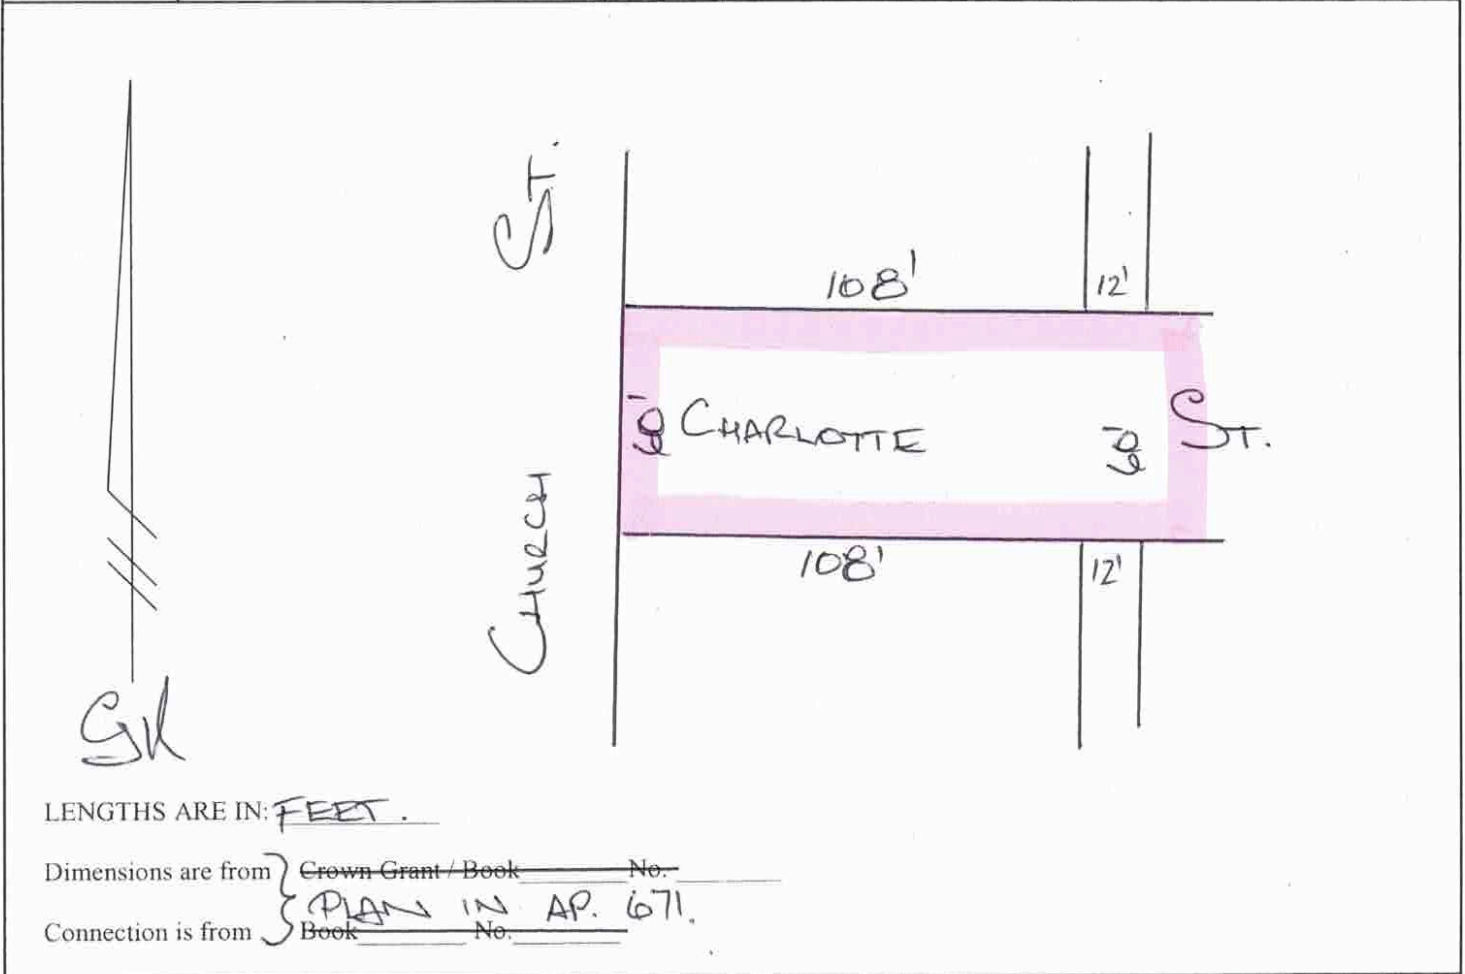 CHURCH ST.
108'
12'
CHARLOTTE ST.
108'
12'
LENGTHS ARE IN: FEET.
Dimensions are from Crown Grant / Book No.
PLAN IN AP. 671.
Connection is from Book No.